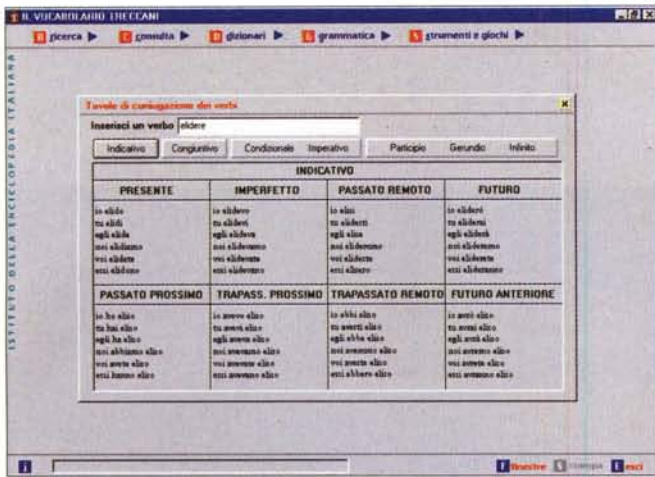 IL VOCABOLARIO TRECCANI
R ricerca C consulta D dizionari G grammatica S strumenti e giochi
ISTITUTO DELLA ENCICLOPEDIA ITALIANA
Tavole di coniugazione dei verbi
Inserisci un verbo elidere
Indicativo Congiuntivo Condizionale Imperativo Participio Gerundio Infinito
INDICATIVO
PRESENTE IMPERFETTO PASSATO REMOTO FUTURO
io elido io elidevo io elisi io eliderò
tu elidi tu elidevi tu elidesti tu eliderai
egli elide egli elideva egli elise egli eliderà
noi elidiamo noi elidevamo noi elidemmo noi elideremo
voi elidete voi elidevate voi elideste voi eliderete
essi elidono essi elidevano essi elisero essi elideranno
PASSATO PROSSIMO TRAPASS. PROSSIMO TRAPASSATO REMOTO FUTURO ANTERIORE
io ho eliso io avevo eliso io ebbi eliso io avrò eliso
tu hai eliso tu avevi eliso tu avesti eliso tu avrai eliso
egli ha eliso egli aveva eliso egli ebbe eliso egli avrà eliso
noi abbiamo eliso noi avevamo eliso noi avemmo eliso noi avremo eliso
voi avete eliso voi avevate eliso voi aveste eliso voi avrete eliso
essi hanno eliso essi avevano eliso essi ebbero eliso essi avranno eliso
i F finestre S stampa E esci